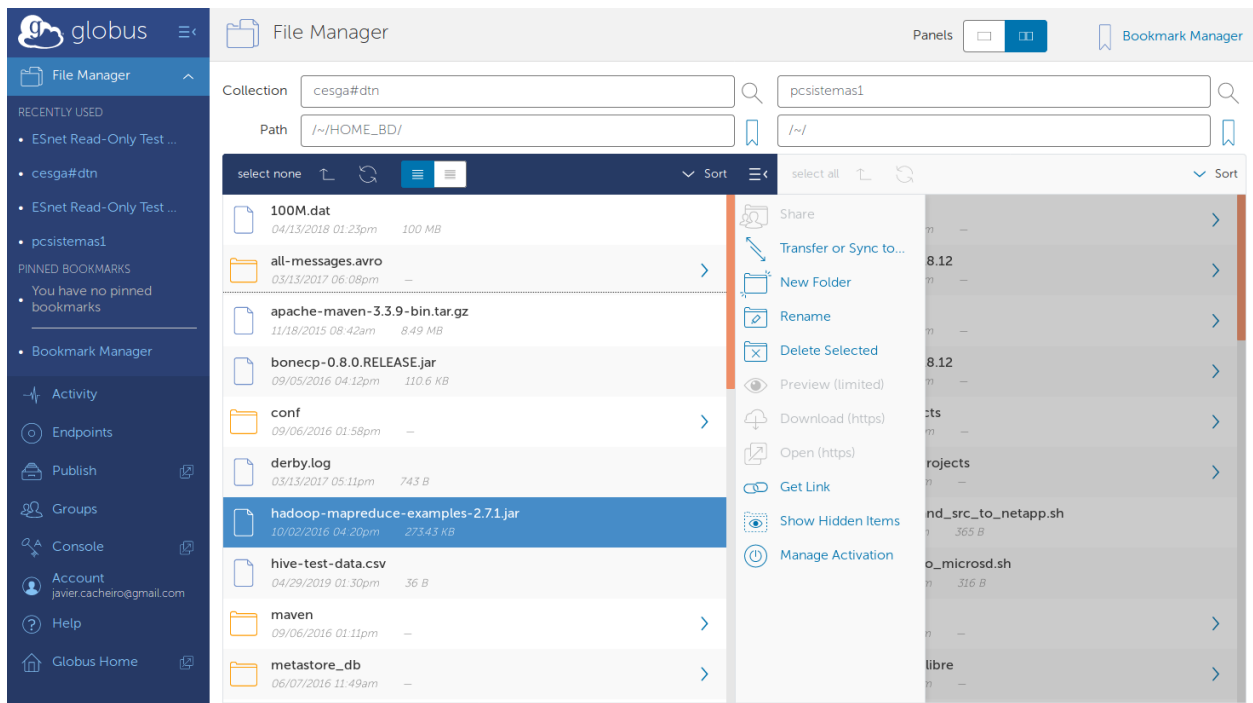 globus
File Manager
Panels
Bookmark Manager
File Manager
RECENTLY USED
• ESnet Read-Only Test ...
• cesga#dtn
• ESnet Read-Only Test ...
• pcsistemas1
PINNED BOOKMARKS
• You have no pinned
bookmarks
• Bookmark Manager
Activity
Endpoints
Publish
Groups
Console
Account
javier.cacheiro@gmail.com
Help
Globus Home
Collection
cesga#dtn
Path
/~/HOME_BD/
select none
Sort
100M.dat
04/13/2018 01:23pm 100 MB
all-messages.avro
03/13/2017 06:08pm —
apache-maven-3.3.9-bin.tar.gz
11/18/2015 08:42am 8.49 MB
bonecp-0.8.0.RELEASE.jar
09/05/2016 04:12pm 110.6 KB
conf
09/06/2016 01:58pm —
derby.log
03/13/2017 05:11pm 743 B
hadoop-mapreduce-examples-2.7.1.jar
10/02/2016 04:20pm 273.43 KB
hive-test-data.csv
04/29/2019 01:30pm 36 B
maven
09/06/2016 01:11pm —
metastore_db
06/07/2016 11:49am —
Share
Transfer or Sync to...
New Folder
Rename
Delete Selected
Preview (limited)
Download (https)
Open (https)
Get Link
Show Hidden Items
Manage Activation
pcsistemas1
/~/
select all
Sort
m —
8.12
m —
m —
8.12
m —
cts
m —
rojects
m —
nd_src_to_netapp.sh
365 B
o_microsd.sh
m 316 B
m —
libre
m —